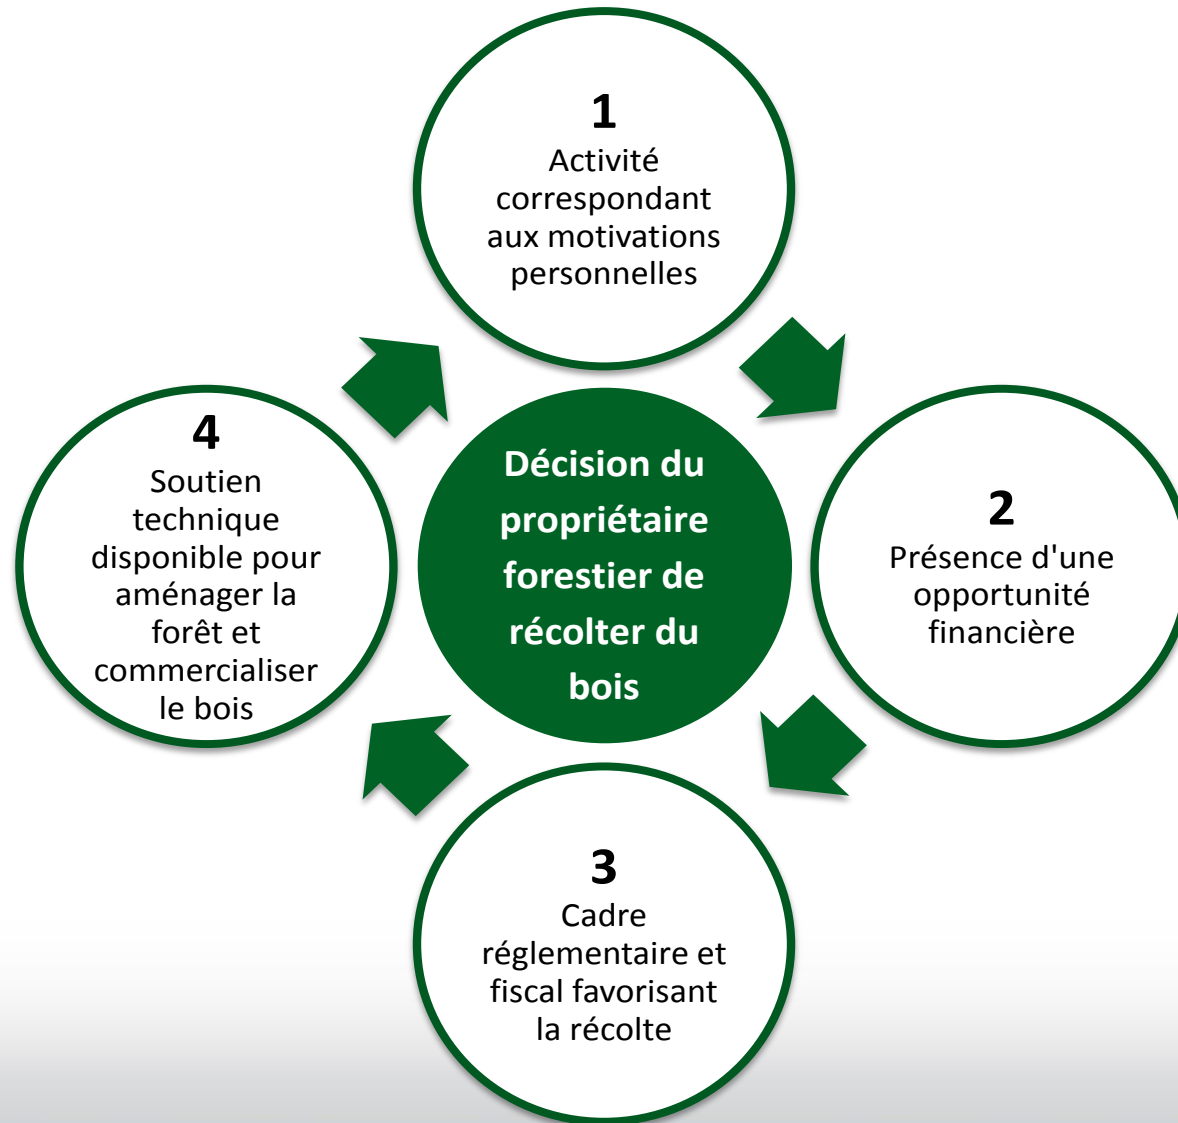 1
Activité
correspondant
aux motivations
personnelles
2
Présence d'une
opportunité
financière
3
Cadre
réglementaire et
fiscal favorisant
la récolte
4
Soutien
technique
disponible pour
aménager la
forêt et
commercialiser
le bois
Décision du
propriétaire
forestier de
récolter du
bois